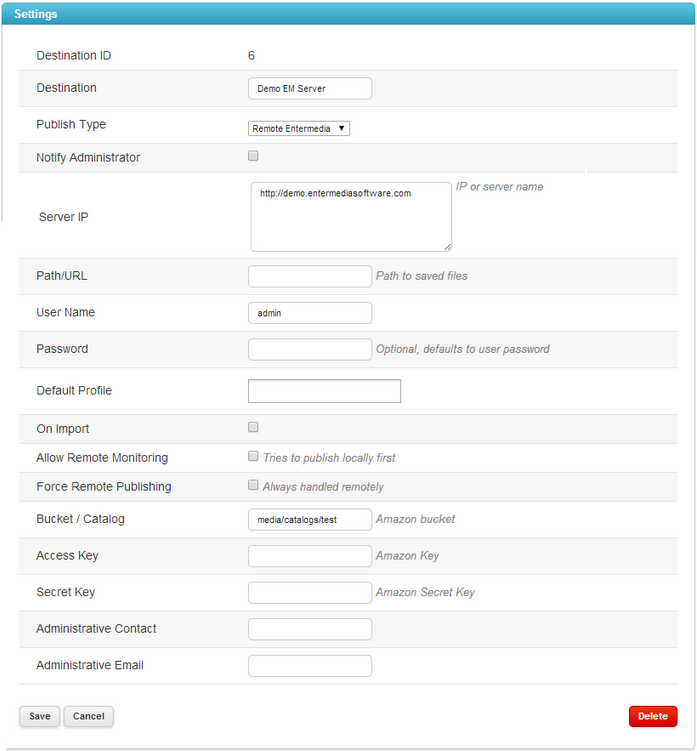 Settings
Destination ID 6
Destination Demo EM Server
Publish Type Remote Entermedia
Notify Administrator
Server IP http://demo.entermediasoftware.com IP or server name
Path/URL Path to saved files
User Name admin
Password Optional, defaults to user password
Default Profile
On Import
Allow Remote Monitoring Tries to publish locally first
Force Remote Publishing Always handled remotely
Bucket / Catalog media/catalogs/test Amazon bucket
Access Key Amazon Key
Secret Key Amazon Secret Key
Administrative Contact
Administrative Email
Save Cancel Delete